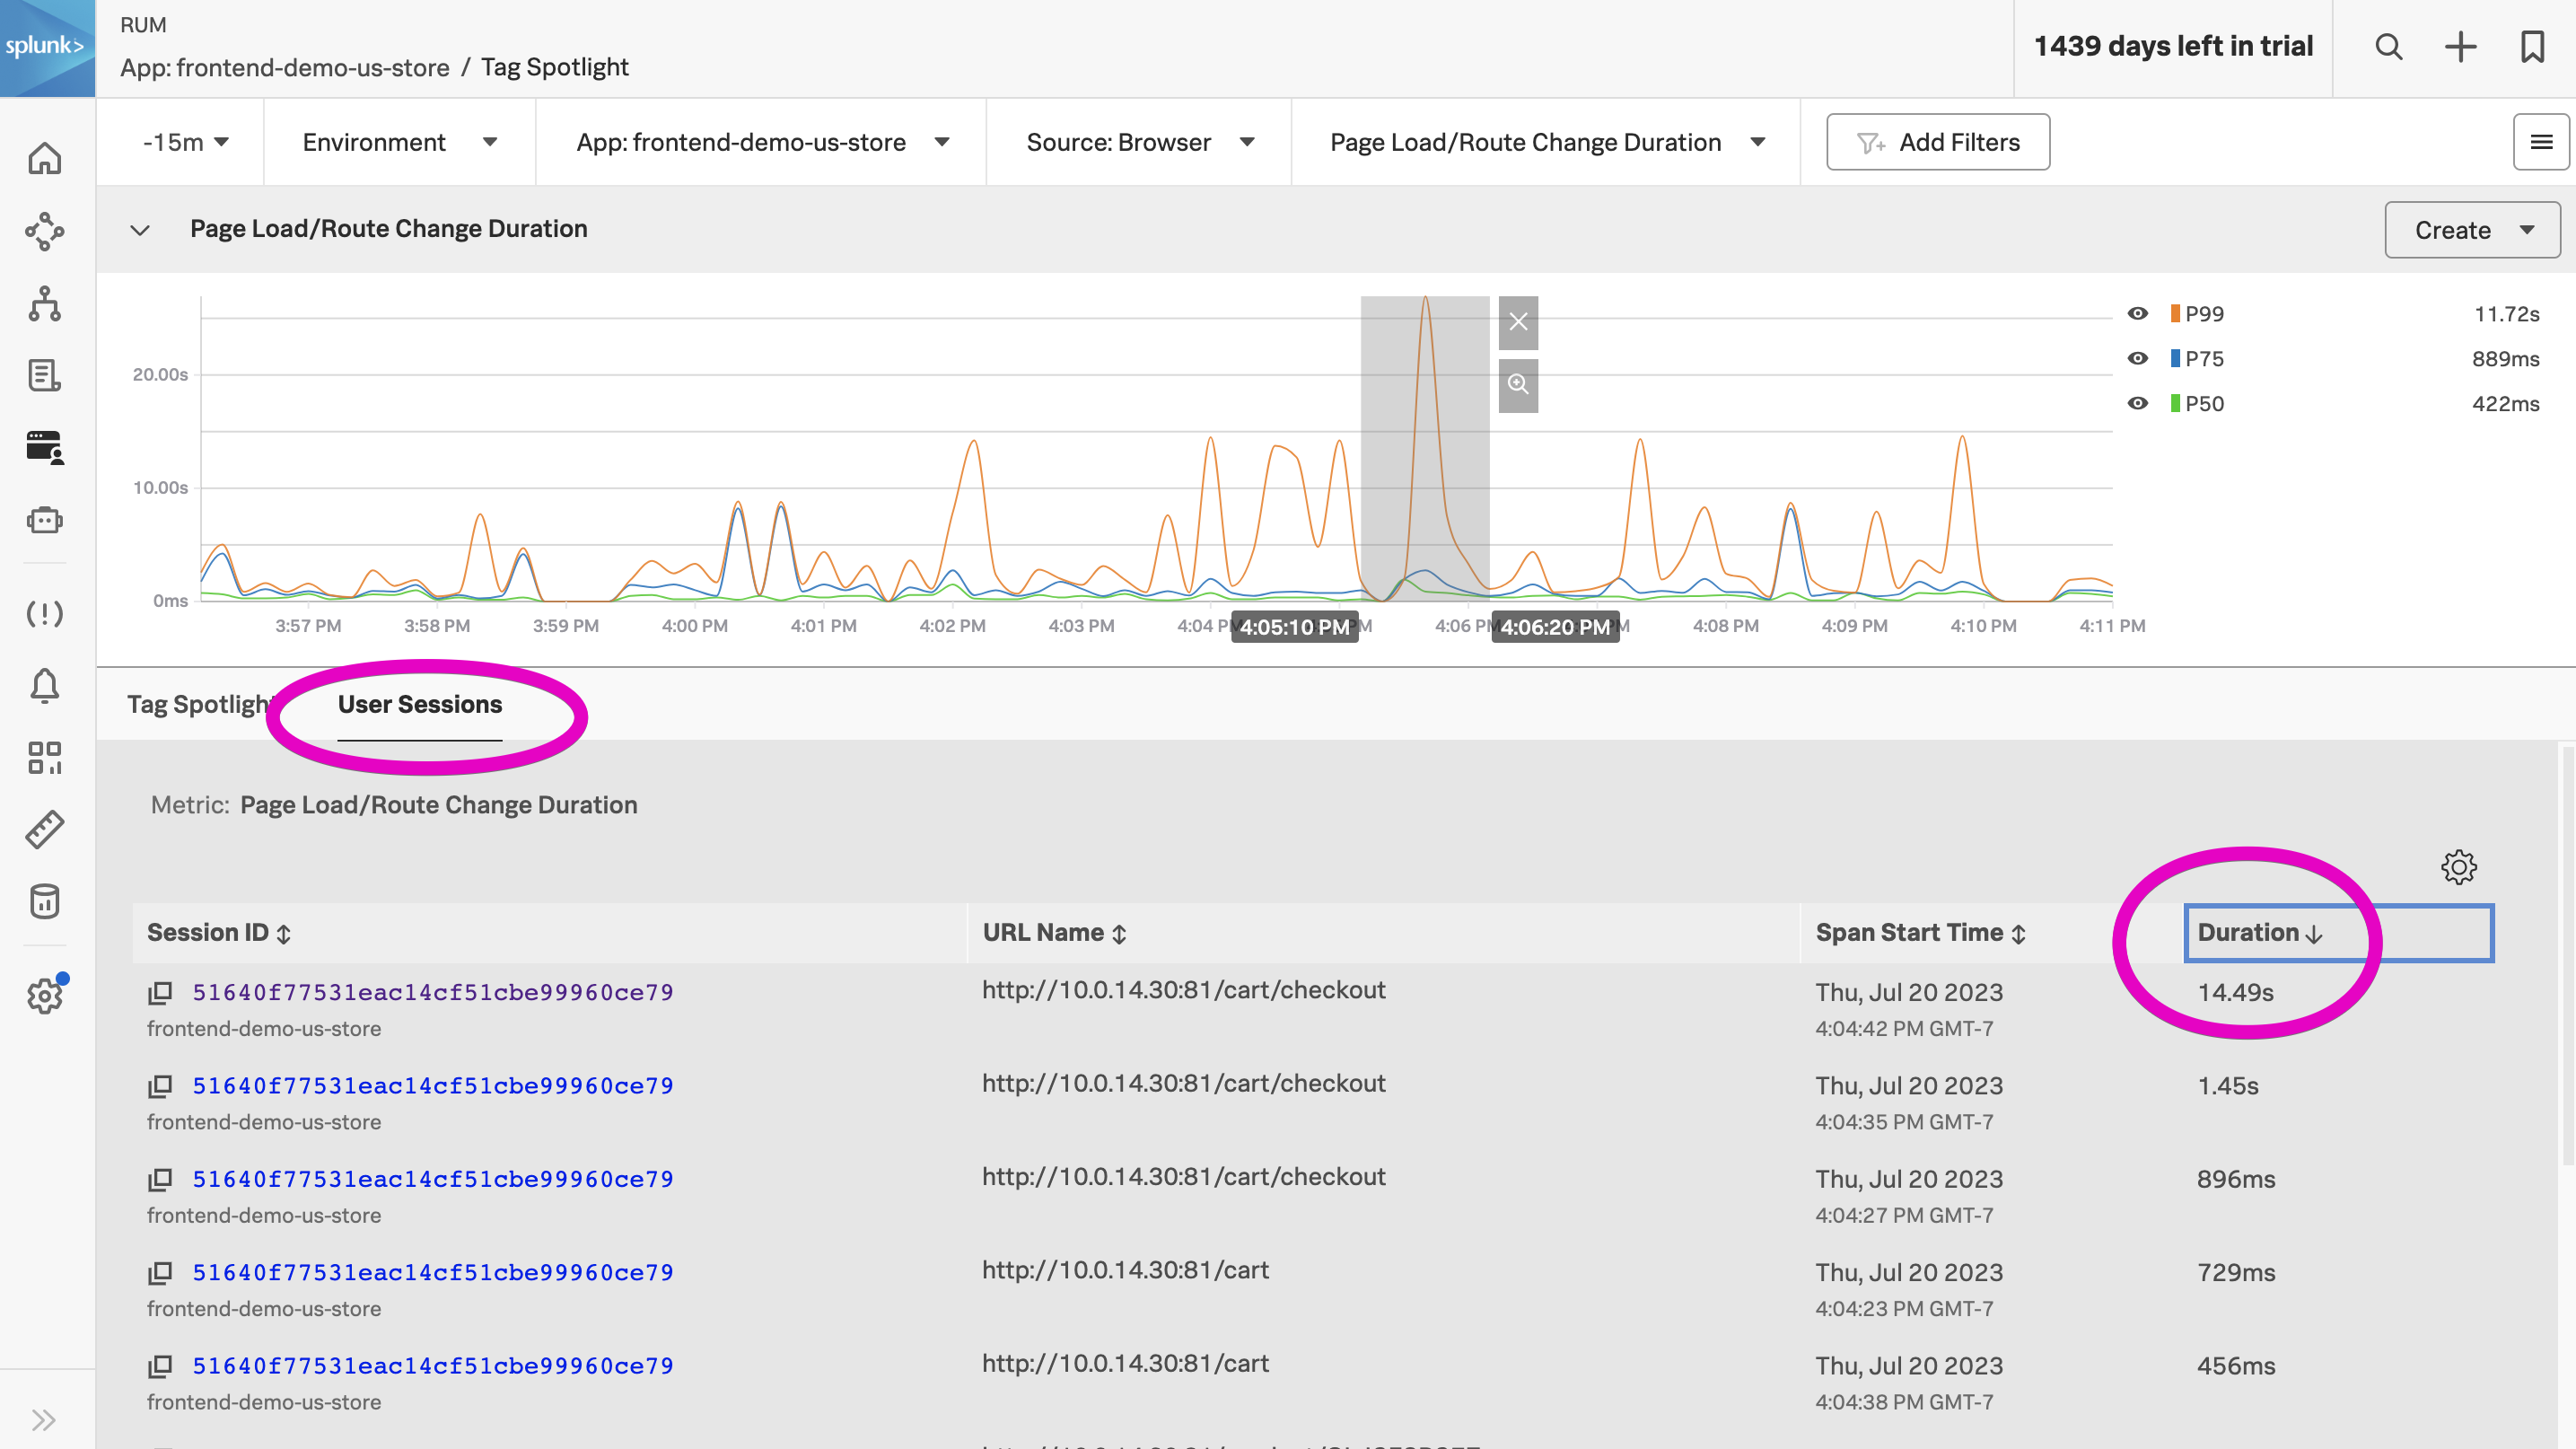 splunk>
RUM
App: frontend-demo-us-store / Tag Spotlight
1439 days left in trial
-15m
Environment
App: frontend-demo-us-store
Source: Browser
Page Load/Route Change Duration
Add Filters
Page Load/Route Change Duration
Create
P99 11.72s
P75 889ms
P50 422ms
20.00s
10.00s
0ms
3:57 PM 3:58 PM 3:59 PM 4:00 PM 4:01 PM 4:02 PM 4:03 PM 4:04 PM 4:05:10 PM 4:06 PM 4:06:20 PM 4:08 PM 4:09 PM 4:10 PM 4:11 PM
Tag Spotlight
User Sessions
Metric: Page Load/Route Change Duration
Session ID URL Name Span Start Time Duration
51640f77531eac14cf51cbe99960ce79 http://10.0.14.30:81/cart/checkout Thu, Jul 20 2023 14.49s
frontend-demo-us-store 4:04:42 PM GMT-7
51640f77531eac14cf51cbe99960ce79 http://10.0.14.30:81/cart/checkout Thu, Jul 20 2023 1.45s
frontend-demo-us-store 4:04:35 PM GMT-7
51640f77531eac14cf51cbe99960ce79 http://10.0.14.30:81/cart/checkout Thu, Jul 20 2023 896ms
frontend-demo-us-store 4:04:27 PM GMT-7
51640f77531eac14cf51cbe99960ce79 http://10.0.14.30:81/cart Thu, Jul 20 2023 729ms
frontend-demo-us-store 4:04:23 PM GMT-7
51640f77531eac14cf51cbe99960ce79 http://10.0.14.30:81/cart Thu, Jul 20 2023 456ms
frontend-demo-us-store 4:04:38 PM GMT-7